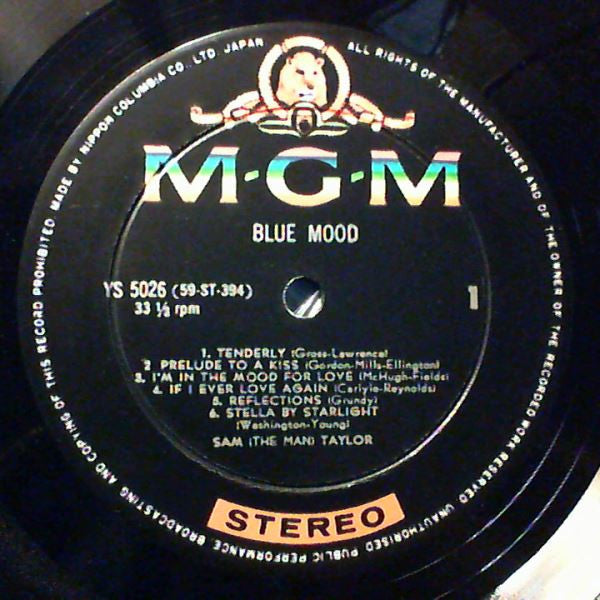 MADE BY NIPPON COLUMBIA CO., LTD. JAPAN
ALL RIGHTS OF THE MANUFACTURER AND OF THE OWNER OF THE RECORDED WORK RESERVED. UNAUTHORISED PUBLIC PERFORMANCE, BROADCASTING AND COPYING OF THIS RECORD PROHIBITED
M-G-M
BLUE MOOD
YS 5026 (59-ST-394)
33 ⅓ rpm
1
1. TENDERLY (Gross-Lawrence)
2 PRELUDE TO A KISS (Gordon-Mills-Ellington)
3. I'M IN THE MOOD FOR LOVE (McHugh-Fields)
4. IF I EVER LOVE AGAIN (Carlyle-Reynolds)
5. REFLECTIONS (Grundy)
6. STELLA BY STARLIGHT
(Washington-Young)
SAM (THE MAN) TAYLOR
STEREO